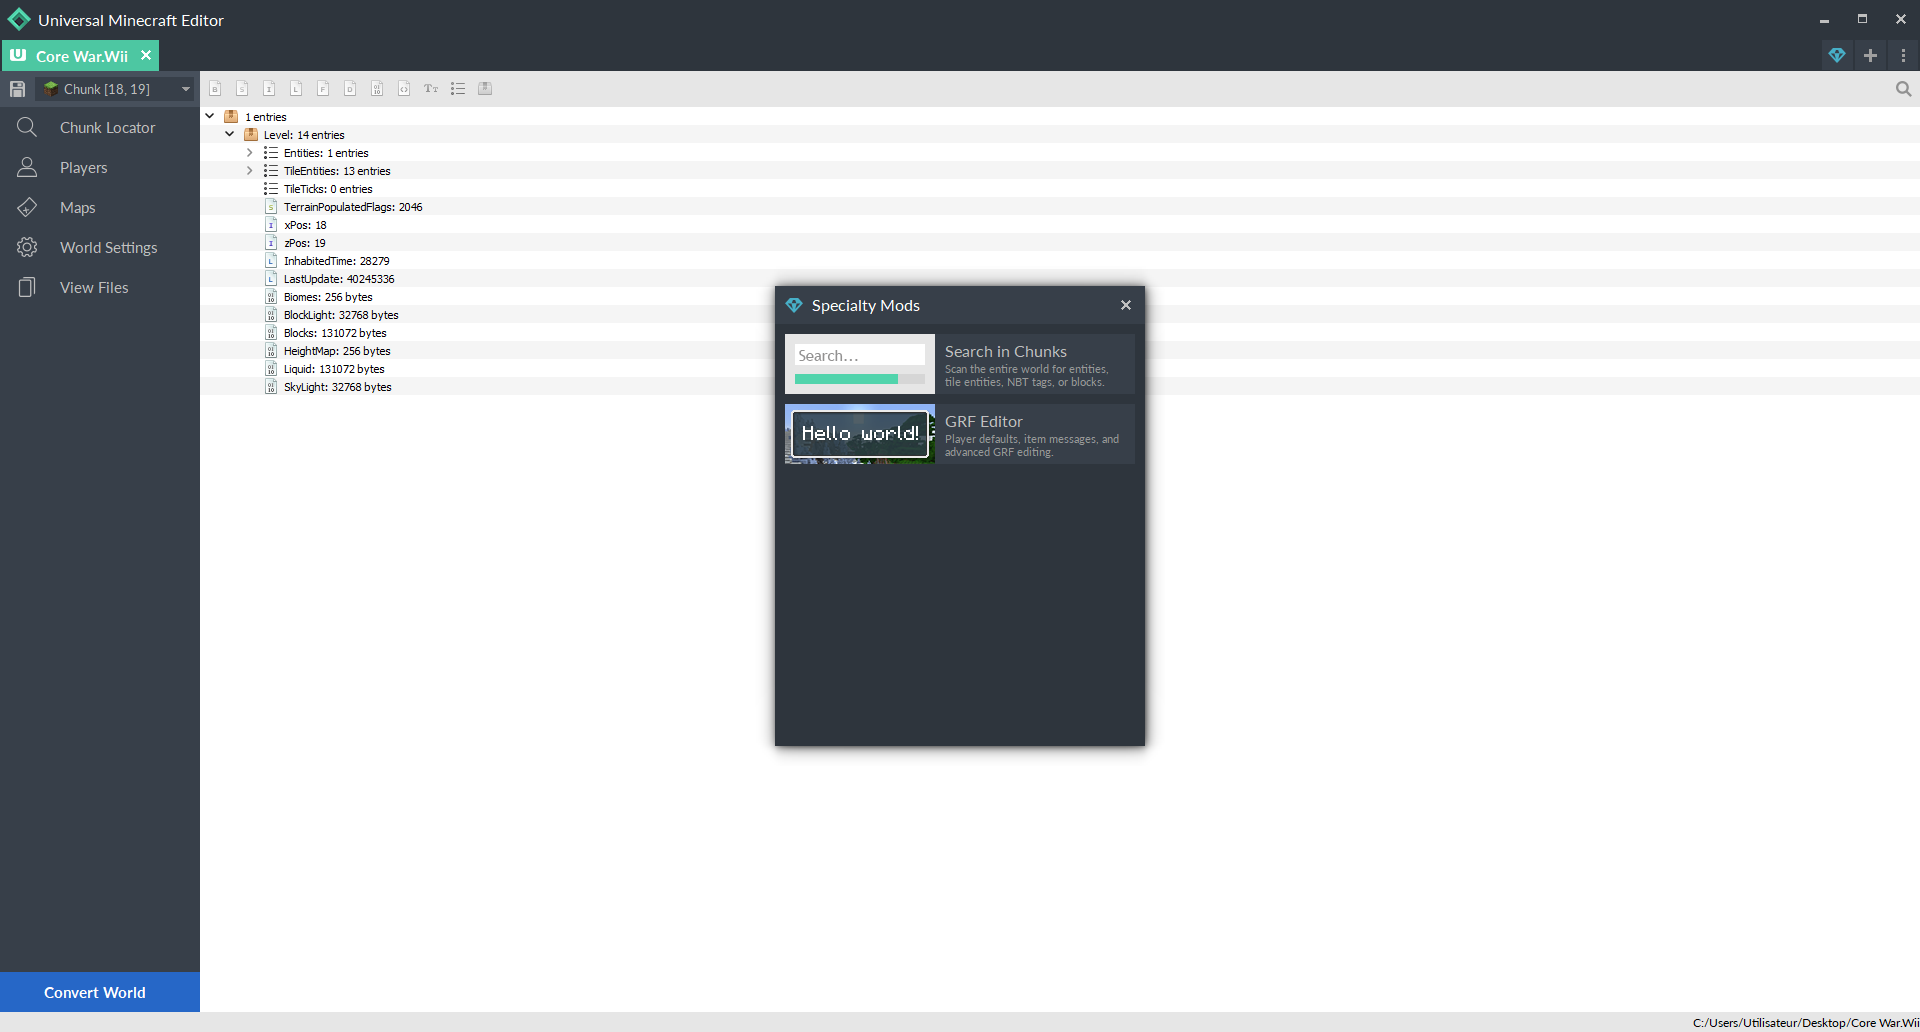 Universal Minecraft Editor
Core War.Wii
Chunk [18, 19]
Chunk Locator
Players
Maps
World Settings
View Files
Convert World
B S I L F D Tт
1 entries
Level: 14 entries
Entities: 1 entries
TileEntities: 13 entries
TileTicks: 0 entries
TerrainPopulatedFlags: 2046
xPos: 18
zPos: 19
InhabitedTime: 28279
LastUpdate: 40245336
Biomes: 256 bytes
BlockLight: 32768 bytes
Blocks: 131072 bytes
HeightMap: 256 bytes
Liquid: 131072 bytes
SkyLight: 32768 bytes
Specialty Mods
Search...
Search in Chunks
Scan the entire world for entities,
tile entities, NBT tags, or blocks.
Hello world!
GRF Editor
Player defaults, item messages, and
advanced GRF editing.
C:/Users/Utilisateur/Desktop/Core War.Wii